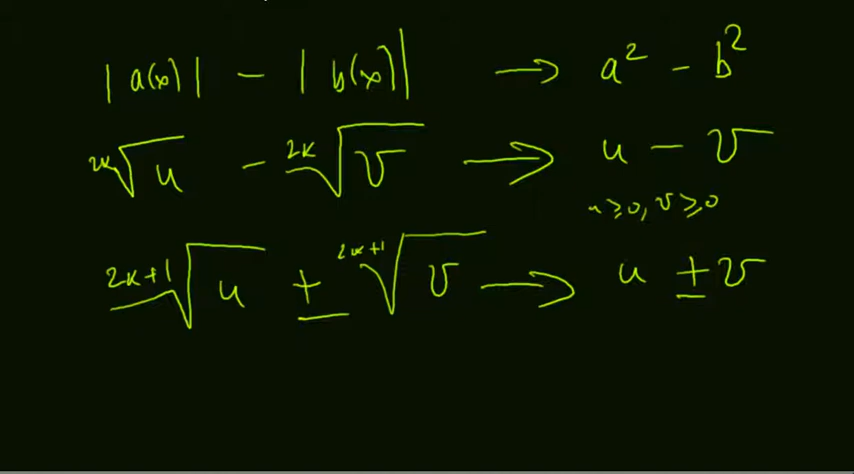 |a(x)| − |b(x)| → a² − b²
²ᵏ√u − ²ᵏ√v → u − v
u ≥ 0, v ≥ 0
²ᵏ⁺¹√u ± ²ᵏ⁺¹√v → u ± v